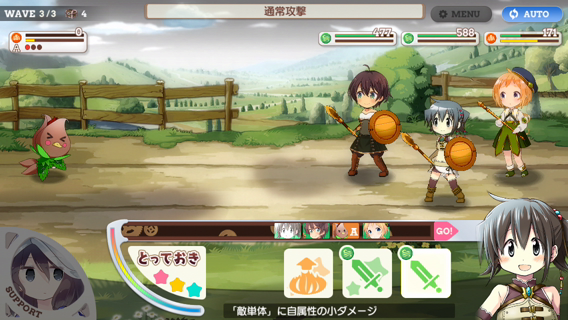 WAVE 3/3 4
通常攻撃
MENU
AUTO
0
477
588
171
A
A
GO!
とっておき
SUPPORT
「敵単体」に自属性の小ダメージ